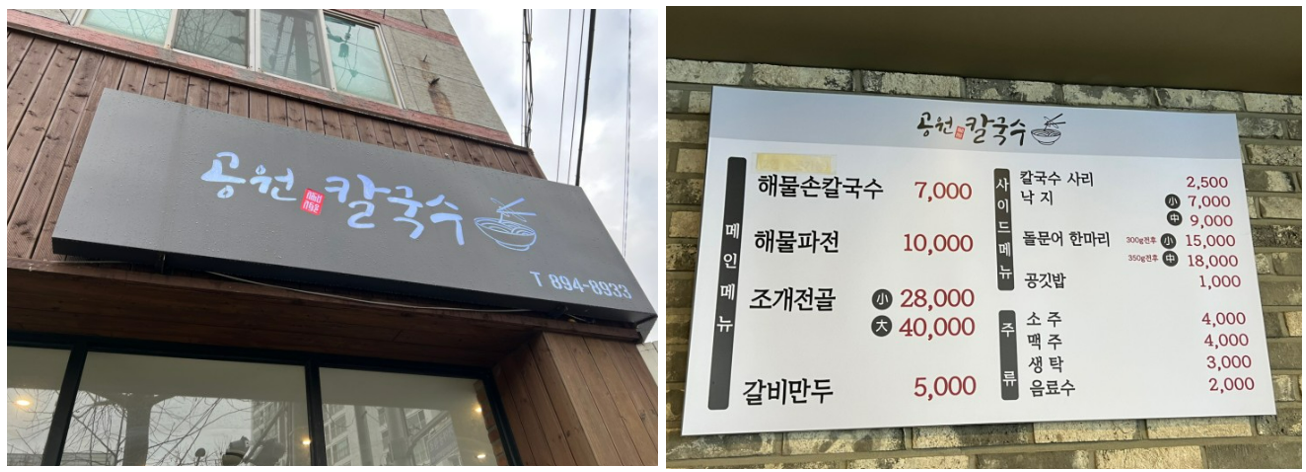 공원 칼국수
T 894-8933
공원 칼국수
메인메뉴
해물손칼국수 7,000
해물파전 10,000
조개전골 小 28,000
大 40,000
갈비만두 5,000
사이드메뉴
칼국수 사리 2,500
낙지 小 7,000
中 9,000
돌문어 한마리 300g전후 小 15,000
350g전후 中 18,000
공깃밥 1,000
주류
소주 4,000
맥주 4,000
생탁 3,000
음료수 2,000